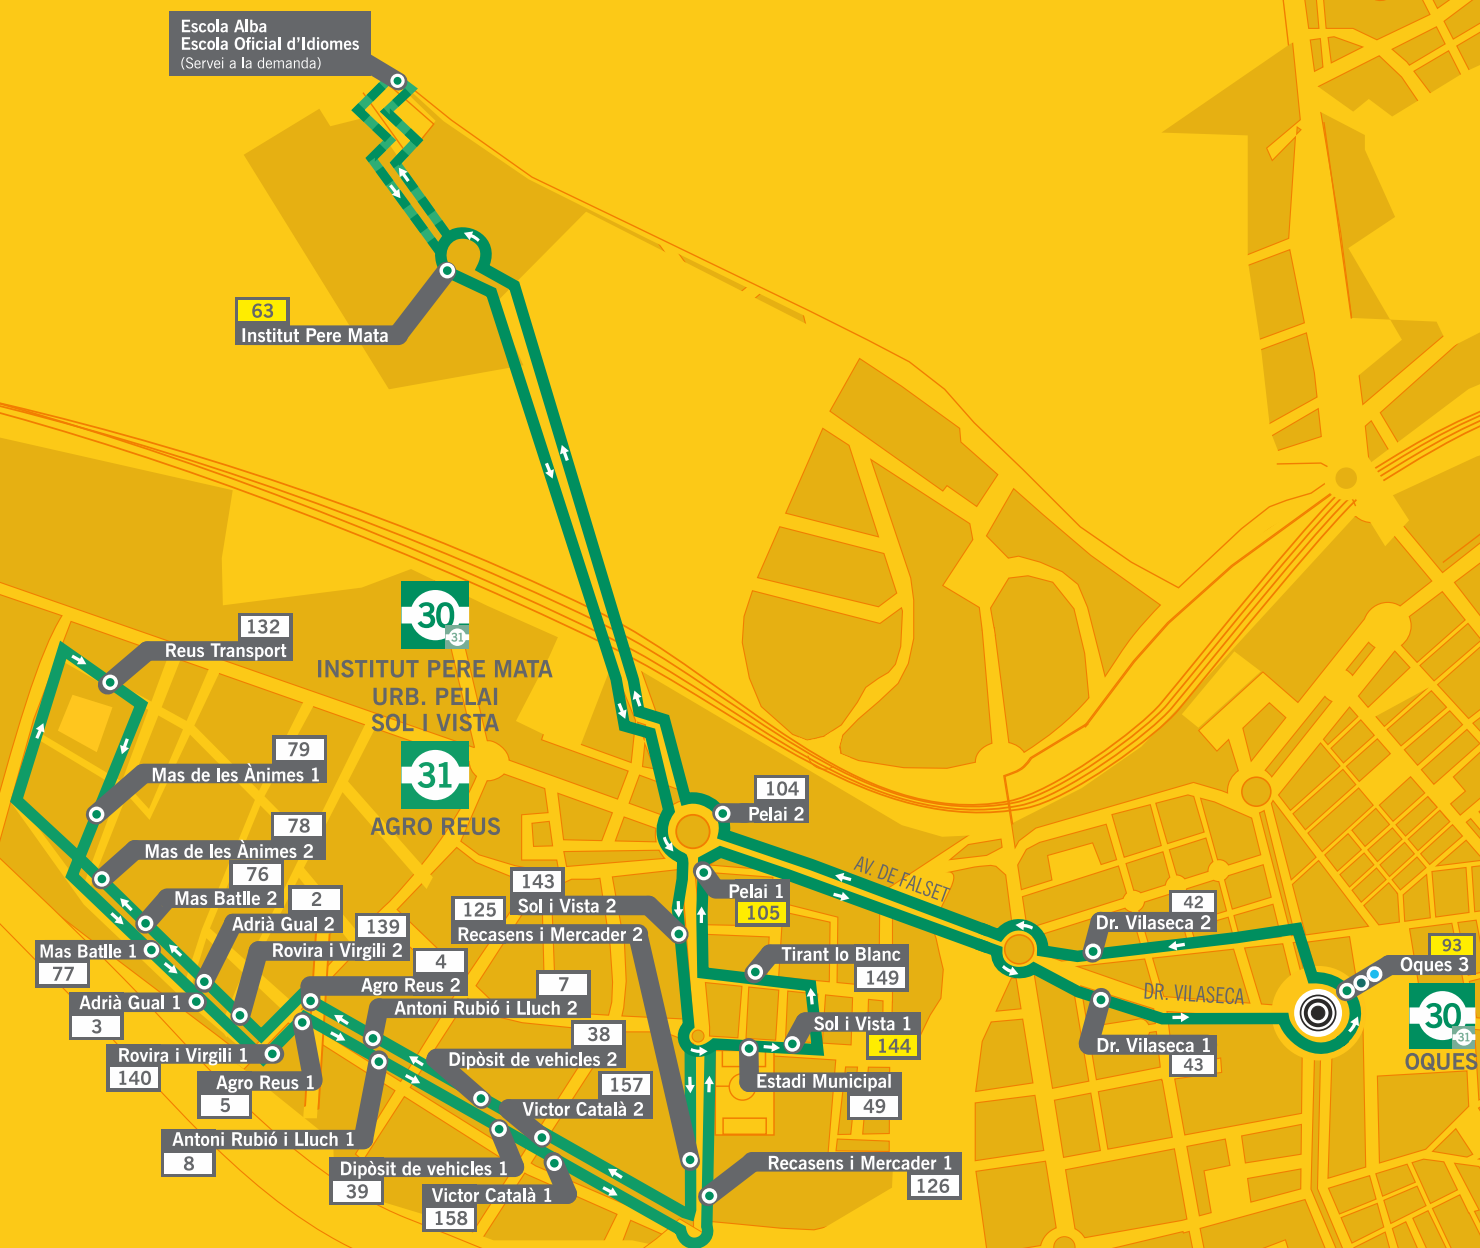 Escola Alba
Escola Oficial d'Idiomes
(Servei a la demanda)
63
Institut Pere Mata
30
31
INSTITUT PERE MATA
URB. PELAI
SOL I VISTA
31
AGRO REUS
132
Reus Transport
79
Mas de les Ànimes 1
78
Mas de les Ànimes 2
76
Mas Batlle 2
2
Adrià Gual 2
139
Rovira i Virgili 2
Mas Batlle 1
77
4
Agro Reus 2
Adrià Gual 1
3
7
Antoni Rubió i Lluch 2
38
Dipòsit de vehicles 2
Rovira i Virgili 1
140
Agro Reus 1
5
157
Victor Català 2
Antoni Rubió i Lluch 1
8
Dipòsit de vehicles 1
39
Victor Català 1
158
104
Pelai 2
143
Sol i Vista 2
125
Recasens i Mercader 2
Pelai 1
105
AV. DE FALSET
Tirant lo Blanc
149
Sol i Vista 1
144
Estadi Municipal
49
Recasens i Mercader 1
126
42
Dr. Vilaseca 2
DR. VILASECA
Dr. Vilaseca 1
43
93
Oques 3
30
31
OQUES